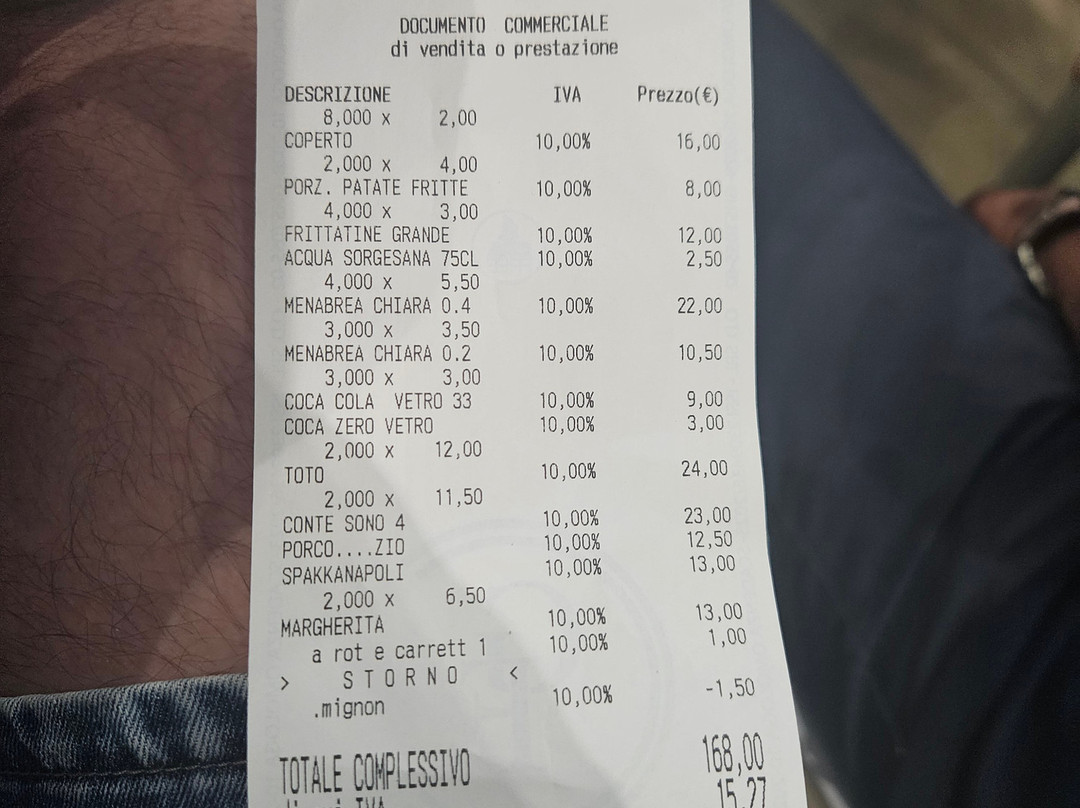 DOCUMENTO COMMERCIALE
di vendita o prestazione
DESCRIZIONE IVA Prezzo(€)
8,000 x 2,00
COPERTO 10,00% 16,00
2,000 x 4,00
PORZ. PATATE FRITTE 10,00% 8,00
4,000 x 3,00
FRITTATINE GRANDE 10,00% 12,00
ACQUA SORGESANA 75CL 10,00% 2,50
4,000 x 5,50
MENABREA CHIARA 0.4 10,00% 22,00
3,000 x 3,50
MENABREA CHIARA 0.2 10,00% 10,50
3,000 x 3,00
COCA COLA VETRO 33 10,00% 9,00
COCA ZERO VETRO 10,00% 3,00
2,000 x 12,00
TOTO 10,00% 24,00
2,000 x 11,50
CONTE SONO 4 10,00% 23,00
PORCO....ZIO 10,00% 12,50
SPAKKANAPOLI 10,00% 13,00
2,000 x 6,50
MARGHERITA 10,00% 13,00
a rot e carrett 1 10,00% 1,00
> S T O R N O <
.mignon 10,00% -1,50
TOTALE COMPLESSIVO 168,00
di cui IVA 15,27